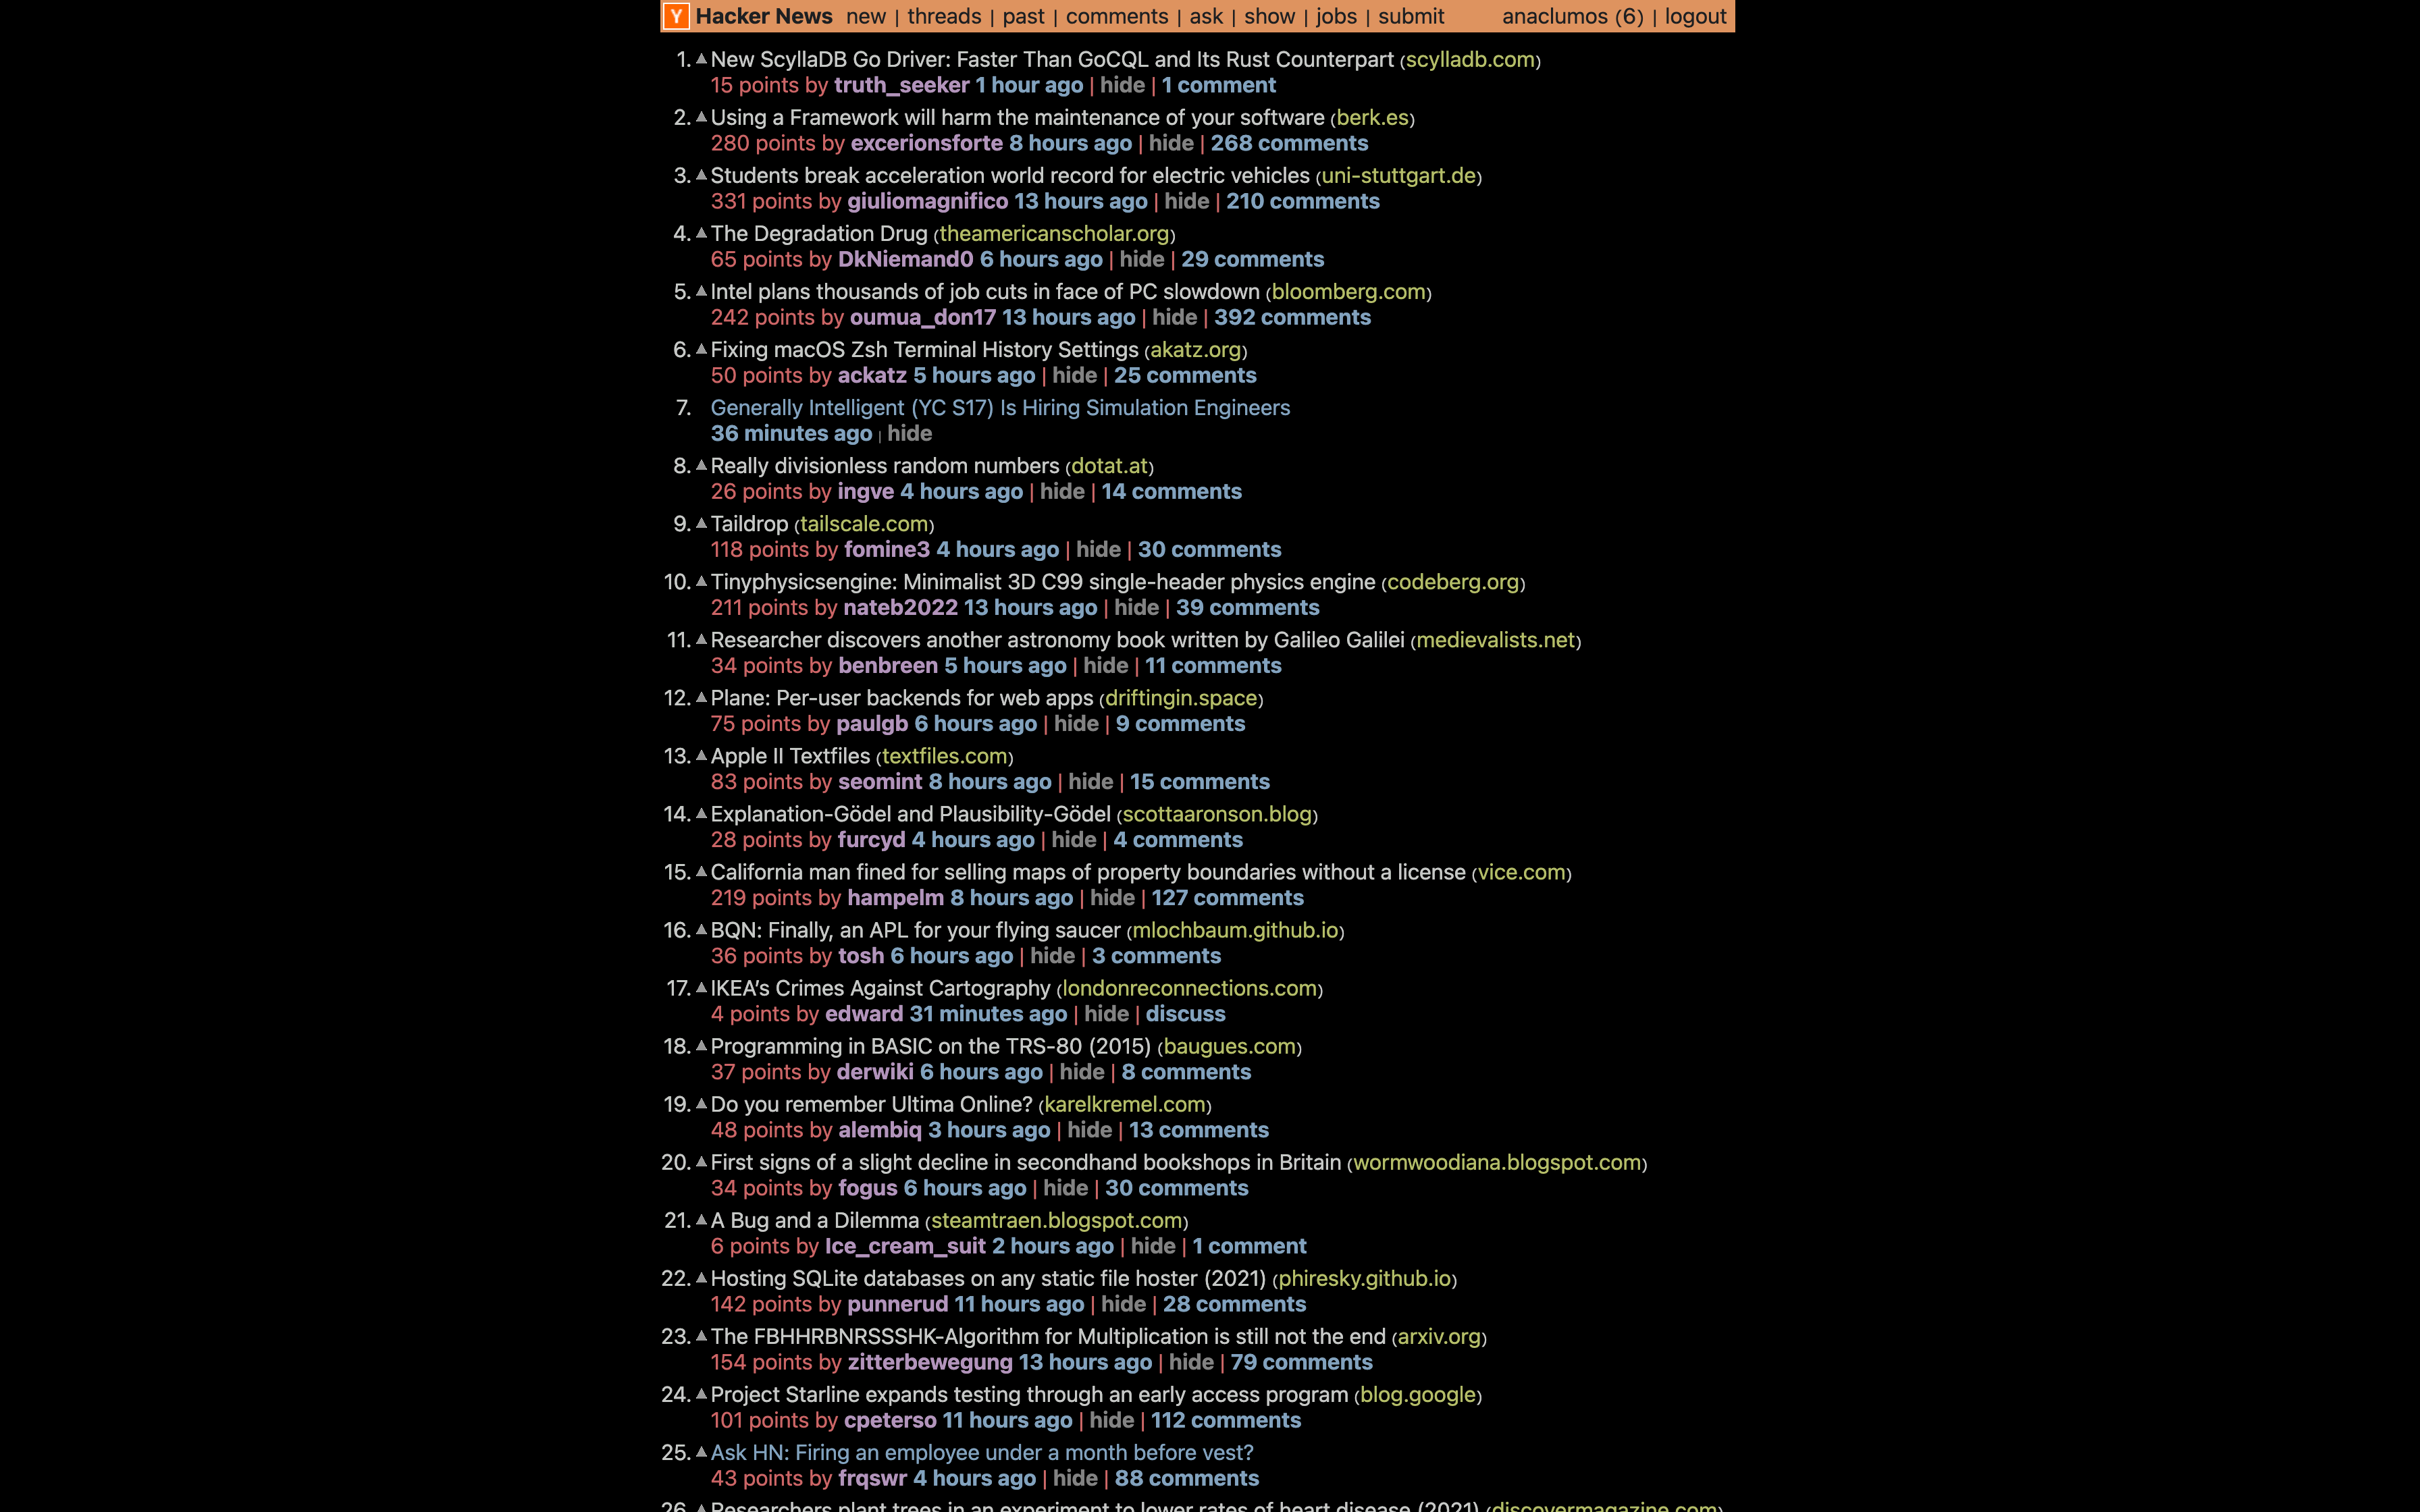 Y Hacker News new | threads | past | comments | ask | show | jobs | submit anaclumos (6) | logout
1. New ScyllaDB Go Driver: Faster Than GoCQL and Its Rust Counterpart (scylladb.com)
15 points by truth_seeker 1 hour ago | hide | 1 comment
2. Using a Framework will harm the maintenance of your software (berk.es)
280 points by excerionsforte 8 hours ago | hide | 268 comments
3. Students break acceleration world record for electric vehicles (uni-stuttgart.de)
331 points by giuliomagnifico 13 hours ago | hide | 210 comments
4. The Degradation Drug (theamericanscholar.org)
65 points by DkNiemand0 6 hours ago | hide | 29 comments
5. Intel plans thousands of job cuts in face of PC slowdown (bloomberg.com)
242 points by oumua_don17 13 hours ago | hide | 392 comments
6. Fixing macOS Zsh Terminal History Settings (akatz.org)
50 points by ackatz 5 hours ago | hide | 25 comments
7. Generally Intelligent (YC S17) Is Hiring Simulation Engineers
36 minutes ago | hide
8. Really divisionless random numbers (dotat.at)
26 points by ingve 4 hours ago | hide | 14 comments
9. Taildrop (tailscale.com)
118 points by fomine3 4 hours ago | hide | 30 comments
10. Tinyphysicsengine: Minimalist 3D C99 single-header physics engine (codeberg.org)
211 points by nateb2022 13 hours ago | hide | 39 comments
11. Researcher discovers another astronomy book written by Galileo Galilei (medievalists.net)
34 points by benbreen 5 hours ago | hide | 11 comments
12. Plane: Per-user backends for web apps (driftingin.space)
75 points by paulgb 6 hours ago | hide | 9 comments
13. Apple II Textfiles (textfiles.com)
83 points by seomint 8 hours ago | hide | 15 comments
14. Explanation-Gödel and Plausibility-Gödel (scottaaronson.blog)
28 points by furcyd 4 hours ago | hide | 4 comments
15. California man fined for selling maps of property boundaries without a license (vice.com)
219 points by hampelm 8 hours ago | hide | 127 comments
16. BQN: Finally, an APL for your flying saucer (mlochbaum.github.io)
36 points by tosh 6 hours ago | hide | 3 comments
17. IKEA’s Crimes Against Cartography (londonreconnections.com)
4 points by edward 31 minutes ago | hide | discuss
18. Programming in BASIC on the TRS-80 (2015) (baugues.com)
37 points by derwiki 6 hours ago | hide | 8 comments
19. Do you remember Ultima Online? (karelkremel.com)
48 points by alembiq 3 hours ago | hide | 13 comments
20. First signs of a slight decline in secondhand bookshops in Britain (wormwoodiana.blogspot.com)
34 points by fogus 6 hours ago | hide | 30 comments
21. A Bug and a Dilemma (steamtraen.blogspot.com)
6 points by Ice_cream_suit 2 hours ago | hide | 1 comment
22. Hosting SQLite databases on any static file hoster (2021) (phiresky.github.io)
142 points by punnerud 11 hours ago | hide | 28 comments
23. The FBHHRBNRSSSHK-Algorithm for Multiplication is still not the end (arxiv.org)
154 points by zitterbewegung 13 hours ago | hide | 79 comments
24. Project Starline expands testing through an early access program (blog.google)
101 points by cpeterso 11 hours ago | hide | 112 comments
25. Ask HN: Firing an employee under a month before vest?
43 points by frqswr 4 hours ago | hide | 88 comments
26. Researchers plant trees in an experiment to lower rates of heart disease (2021) (discovermagazine.com)